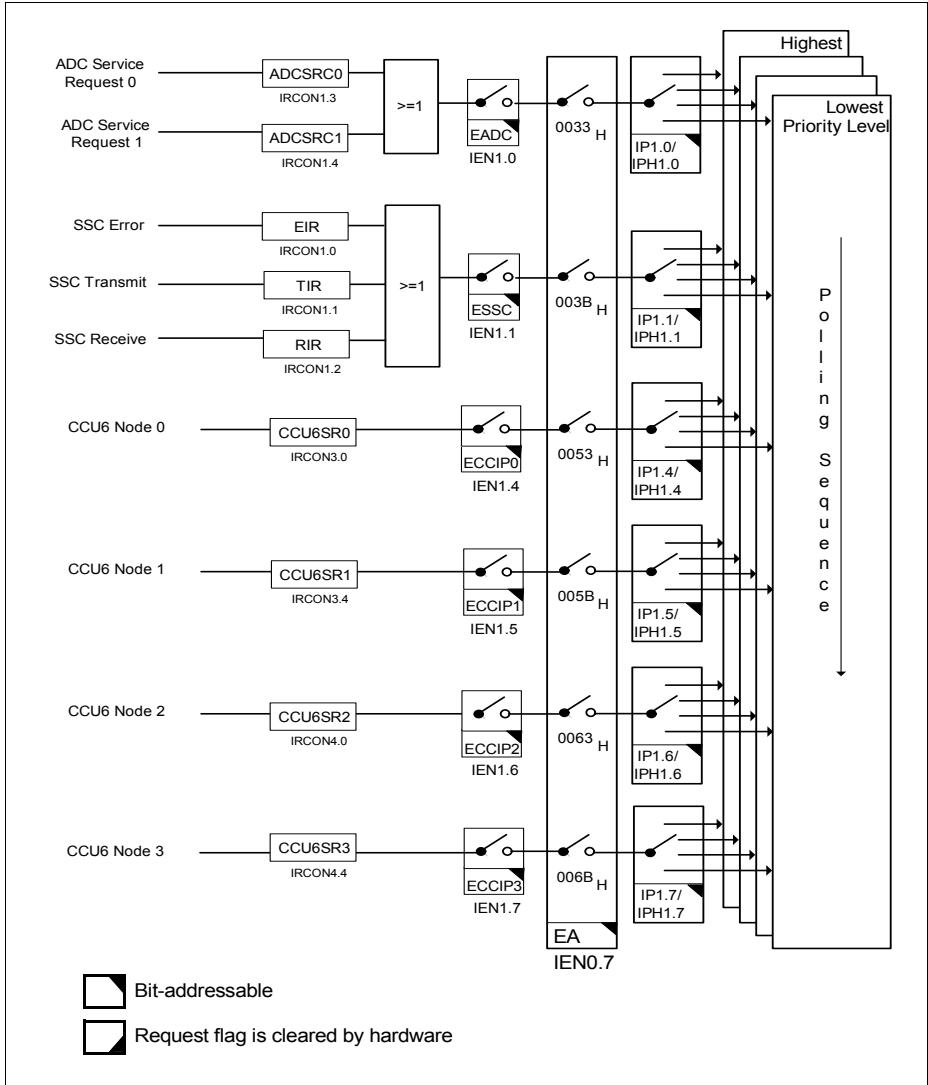 Highest
Lowest
Priority Level
ADC Service
Request 0
ADCSRC0
IRCON1.3
ADC Service
Request 1
ADCSRC1
IRCON1.4
>=1
EADC
IEN1.0
0033 H
IP1.0/
IPH1.0
SSC Error
EIR
IRCON1.0
SSC Transmit
TIR
IRCON1.1
SSC Receive
RIR
IRCON1.2
>=1
ESSC
IEN1.1
003B H
IP1.1/
IPH1.1
CCU6 Node 0
CCU6SR0
IRCON3.0
ECCIP0
IEN1.4
0053 H
IP1.4/
IPH1.4
CCU6 Node 1
CCU6SR1
IRCON3.4
ECCIP1
IEN1.5
005B H
IP1.5/
IPH1.5
CCU6 Node 2
CCU6SR2
IRCON4.0
ECCIP2
IEN1.6
0063 H
IP1.6/
IPH1.6
CCU6 Node 3
CCU6SR3
IRCON4.4
ECCIP3
IEN1.7
006B H
IP1.7/
IPH1.7
EA
IEN0.7
Polling Sequence
Bit-addressable
Request flag is cleared by hardware